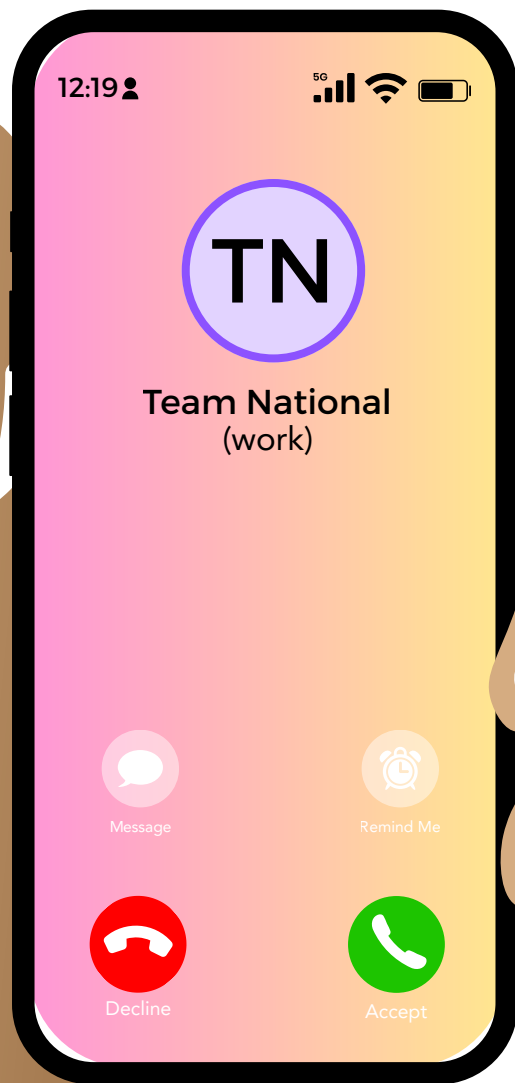 12:19
5G
TN
Team National
(work)
Message
Remind Me
Decline
Accept